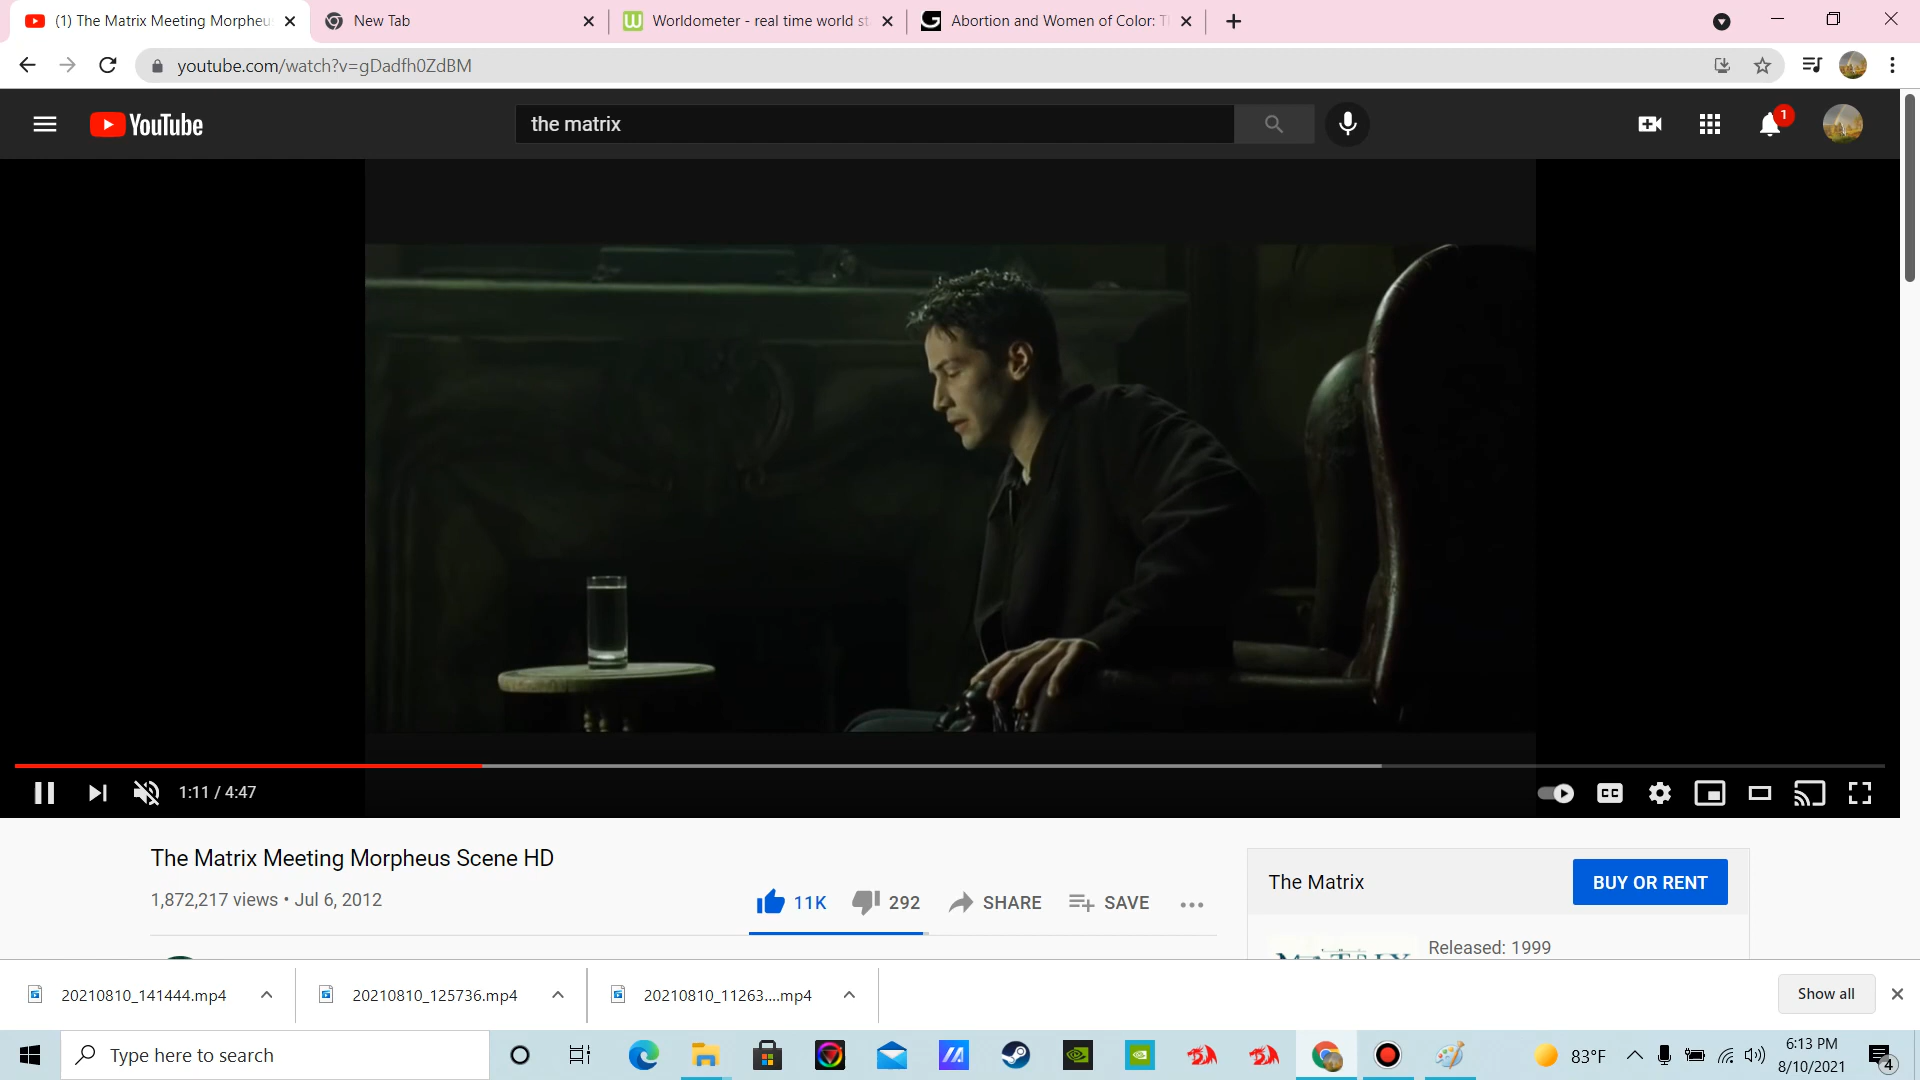 (1) The Matrix Meeting Morpheu
New Tab
Worldometer - real time world st
Abortion and Women of Color: T
youtube.com/watch?v=gDadfh0ZdBM
YouTube
the matrix
1
1:11 / 4:47
CC
The Matrix Meeting Morpheus Scene HD
1,872,217 views • Jul 6, 2012
11K
292
SHARE
SAVE
The Matrix
BUY OR RENT
MATRIX
Released: 1999
20210810_141444.mp4
20210810_125736.mp4
20210810_11263....mp4
Show all
Type here to search
83°F
6:13 PM
8/10/2021
4